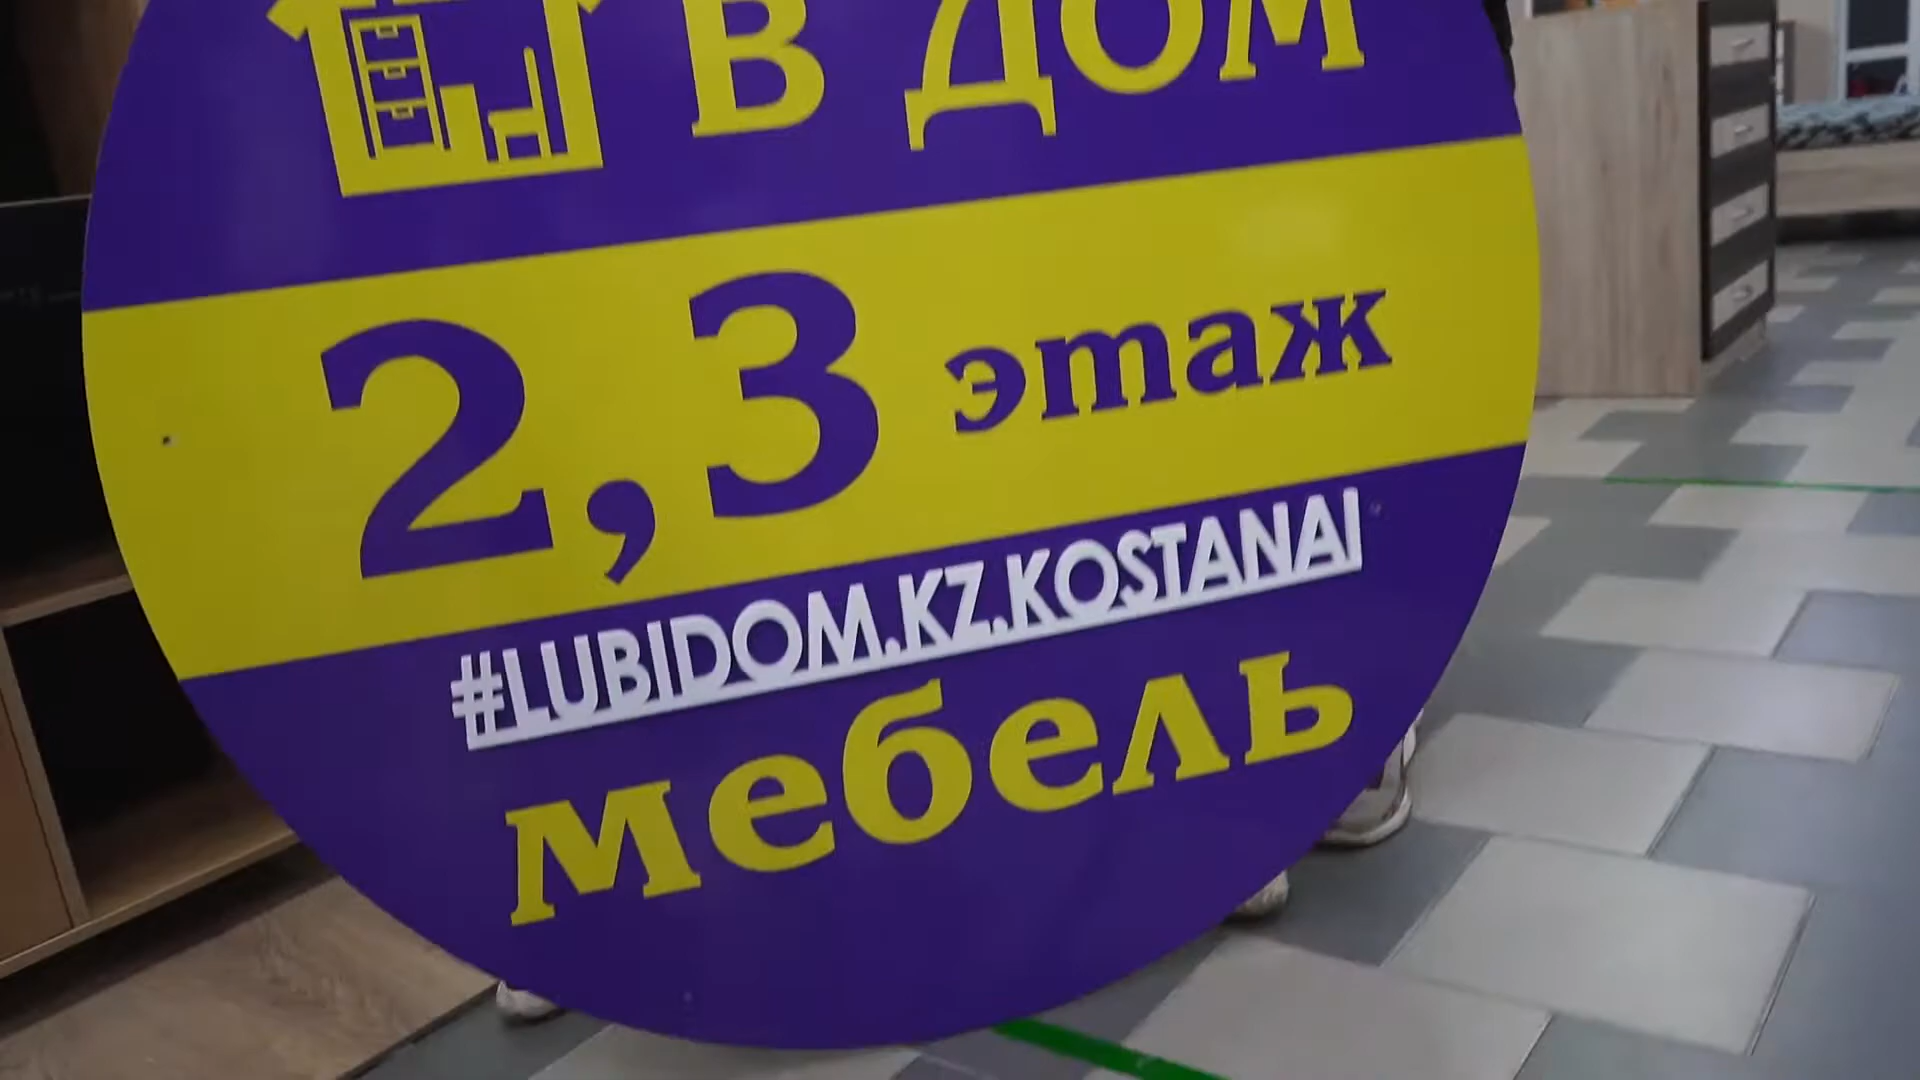 В ДОМ
2,3 этаж
#LUBIDOM.KZ.KOSTANAI
мебель